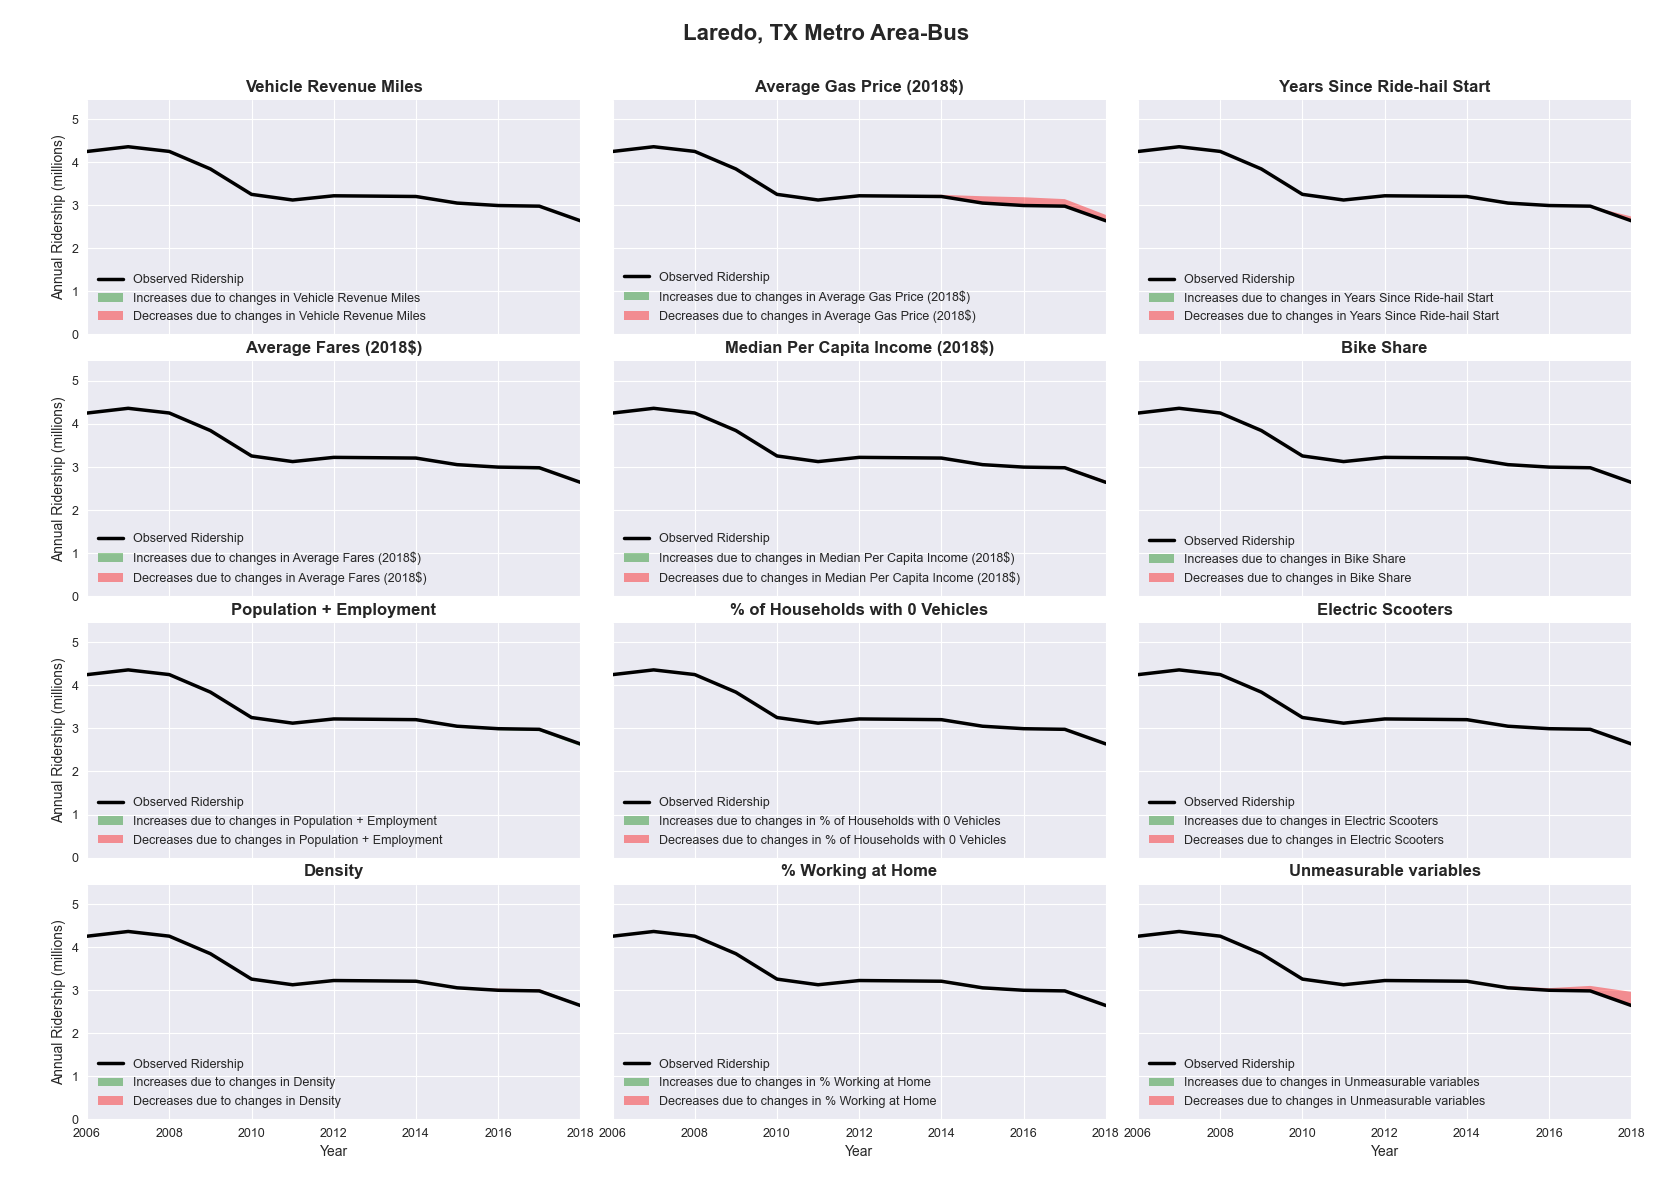 Laredo, TX Metro Area-Bus
Vehicle Revenue Miles
Average Gas Price (2018$)
Years Since Ride-hail Start
Annual Ridership (millions)
5
4
3
2
1
0
Observed Ridership
Increases due to changes in Vehicle Revenue Miles
Decreases due to changes in Vehicle Revenue Miles
Observed Ridership
Increases due to changes in Average Gas Price (2018$)
Decreases due to changes in Average Gas Price (2018$)
Observed Ridership
Increases due to changes in Years Since Ride-hail Start
Decreases due to changes in Years Since Ride-hail Start
Average Fares (2018$)
Median Per Capita Income (2018$)
Bike Share
Annual Ridership (millions)
5
4
3
2
1
0
Observed Ridership
Increases due to changes in Average Fares (2018$)
Decreases due to changes in Average Fares (2018$)
Observed Ridership
Increases due to changes in Median Per Capita Income (2018$)
Decreases due to changes in Median Per Capita Income (2018$)
Observed Ridership
Increases due to changes in Bike Share
Decreases due to changes in Bike Share
Population + Employment
% of Households with 0 Vehicles
Electric Scooters
Annual Ridership (millions)
5
4
3
2
1
0
Observed Ridership
Increases due to changes in Population + Employment
Decreases due to changes in Population + Employment
Observed Ridership
Increases due to changes in % of Households with 0 Vehicles
Decreases due to changes in % of Households with 0 Vehicles
Observed Ridership
Increases due to changes in Electric Scooters
Decreases due to changes in Electric Scooters
Density
% Working at Home
Unmeasurable variables
Annual Ridership (millions)
5
4
3
2
1
0
Observed Ridership
Increases due to changes in Density
Decreases due to changes in Density
Observed Ridership
Increases due to changes in % Working at Home
Decreases due to changes in % Working at Home
Observed Ridership
Increases due to changes in Unmeasurable variables
Decreases due to changes in Unmeasurable variables
2006 2008 2010 2012 2014 2016 2018
2006 2008 2010 2012 2014 2016 2018
2006 2008 2010 2012 2014 2016 2018
Year
Year
Year